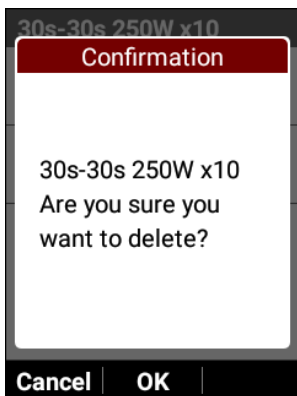 30s-30s 250W x10
Confirmation
30s-30s 250W x10
Are you sure you
want to delete?
Cancel OK